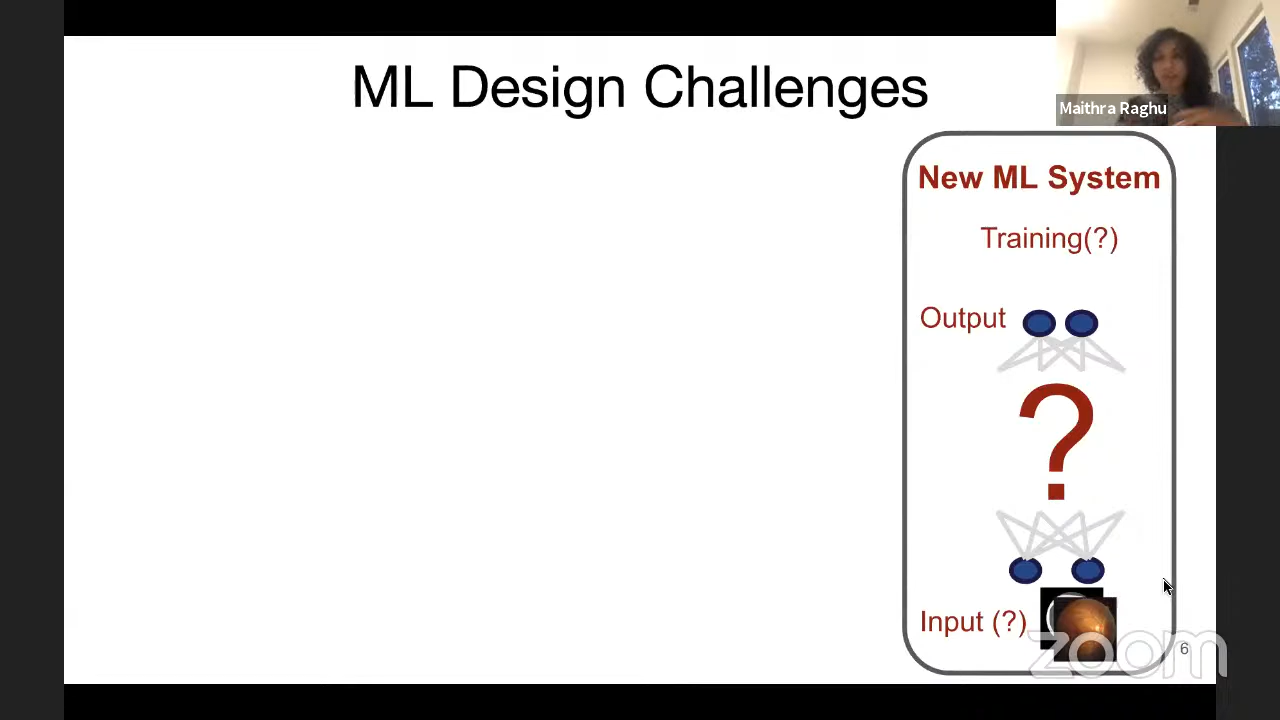 ML Design Challenges
Maithra Raghu
New ML System
Training(?)
Output
?
Input (?)
zoom
6